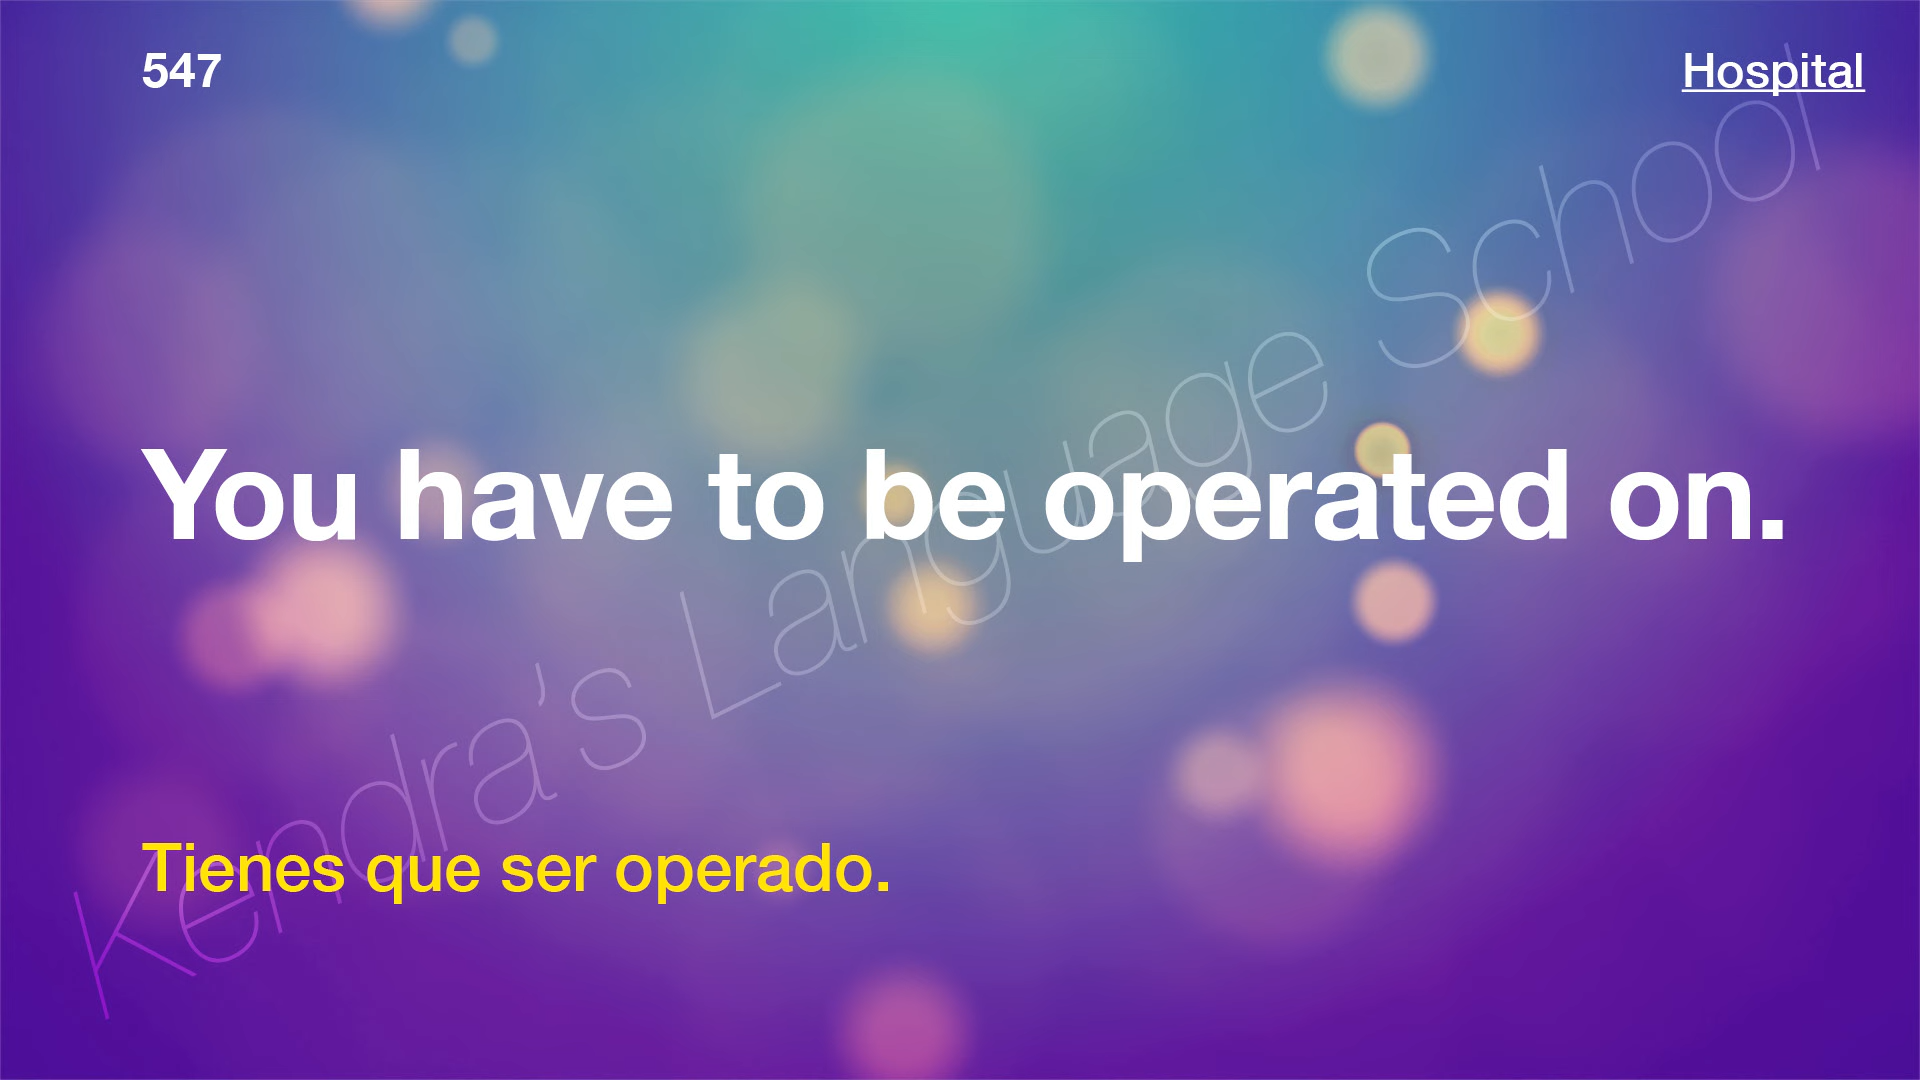 547
Hospital
You have to be operated on.
Tienes que ser operado.
Kendra's Language School